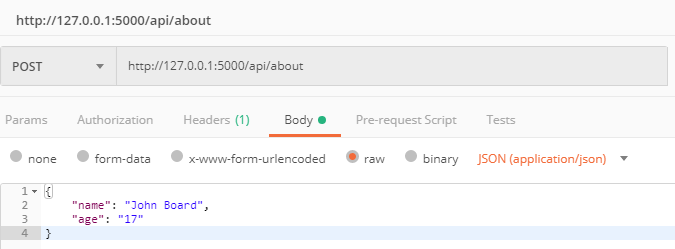 http://127.0.0.1:5000/api/about
POST http://127.0.0.1:5000/api/about
Params Authorization Headers (1) Body Pre-request Script Tests
none form-data x-www-form-urlencoded raw binary JSON (application/json)
1 {
2 "name": "John Board",
3 "age": "17"
4 }